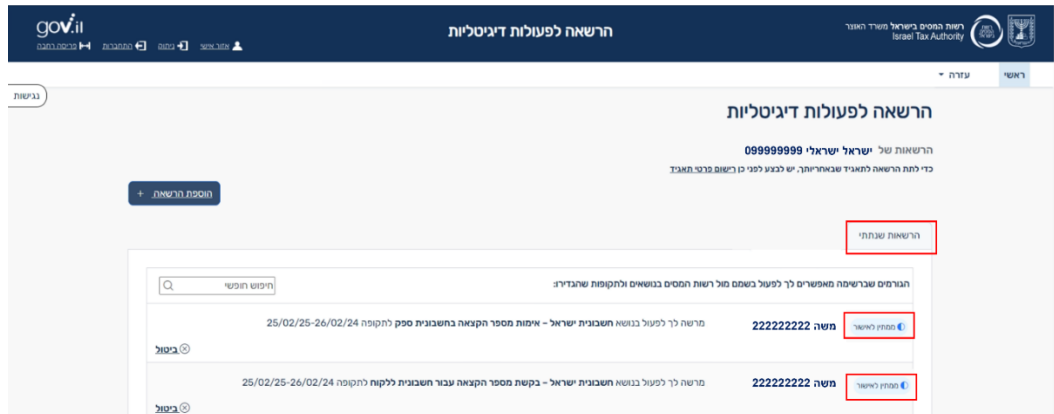 רשות המסים בישראל משרד האוצר
Israel Tax Authority
הרשאה לפעולות דיגיטליות
gov.il
אזור אישי
ניתוק
התחברות
פריסה רחבה
ראשי
עזרה
נגישות
הרשאה לפעולות דיגיטליות
הרשאות של ישראל ישראלי 099999999
כדי לתת הרשאה לתאגיד שבאחריותך, יש לבצע לפני כן רישום פרטי תאגיד
הוספת הרשאה +
הרשאות שנתתי
הגורמים שברשימה מאפשרים לך לפעול בשמם מול רשות המסים בנושאים ולתקופות שהגדירו:
חיפוש חופשי
ממתין לאישור משה 222222222 מרשה לך לפעול בנושא חשבונית ישראל – אימות מספר הקצאה בחשבונית ספק לתקופה 25/02/25-26/02/24
ביטול
ממתין לאישור משה 222222222 מרשה לך לפעול בנושא חשבונית ישראל – בקשת מספר הקצאה עבור חשבונית ללקוח לתקופה 25/02/25-26/02/24
ביטול